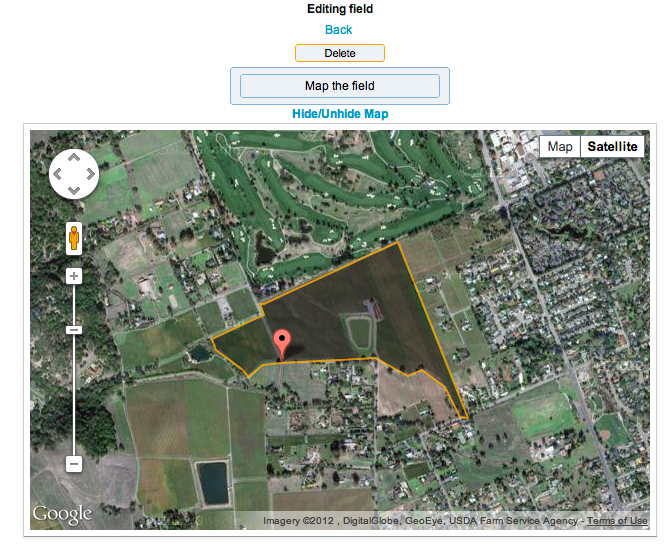 Editing field
Back
Delete
Map the field
Hide/Unhide Map
Map Satellite
Google
Imagery ©2012 , DigitalGlobe, GeoEye, USDA Farm Service Agency - Terms of Use